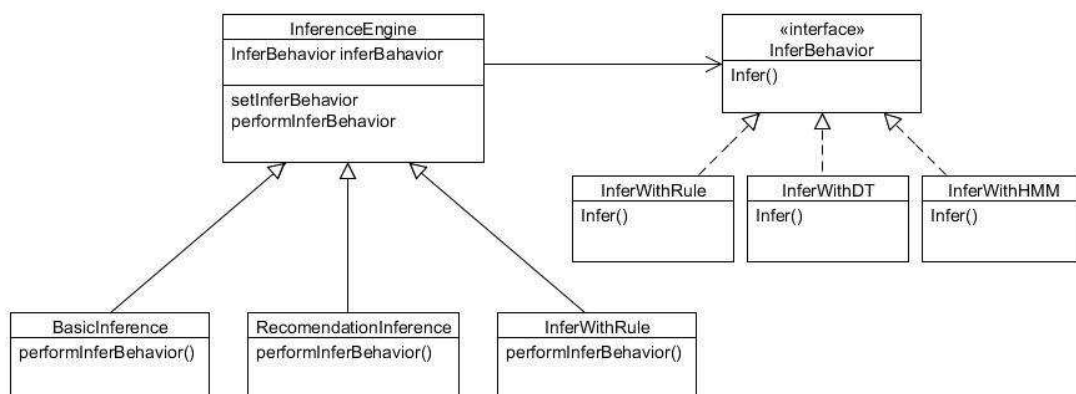 InferenceEngine
InferBehavior inferBahavior
setInferBehavior
performInferBehavior
«interface»
InferBehavior
Infer()
InferWithRule
Infer()
InferWithDT
Infer()
InferWithHMM
Infer()
BasicInference
performInferBehavior()
RecomendationInference
performInferBehavior()
InferWithRule
performInferBehavior()